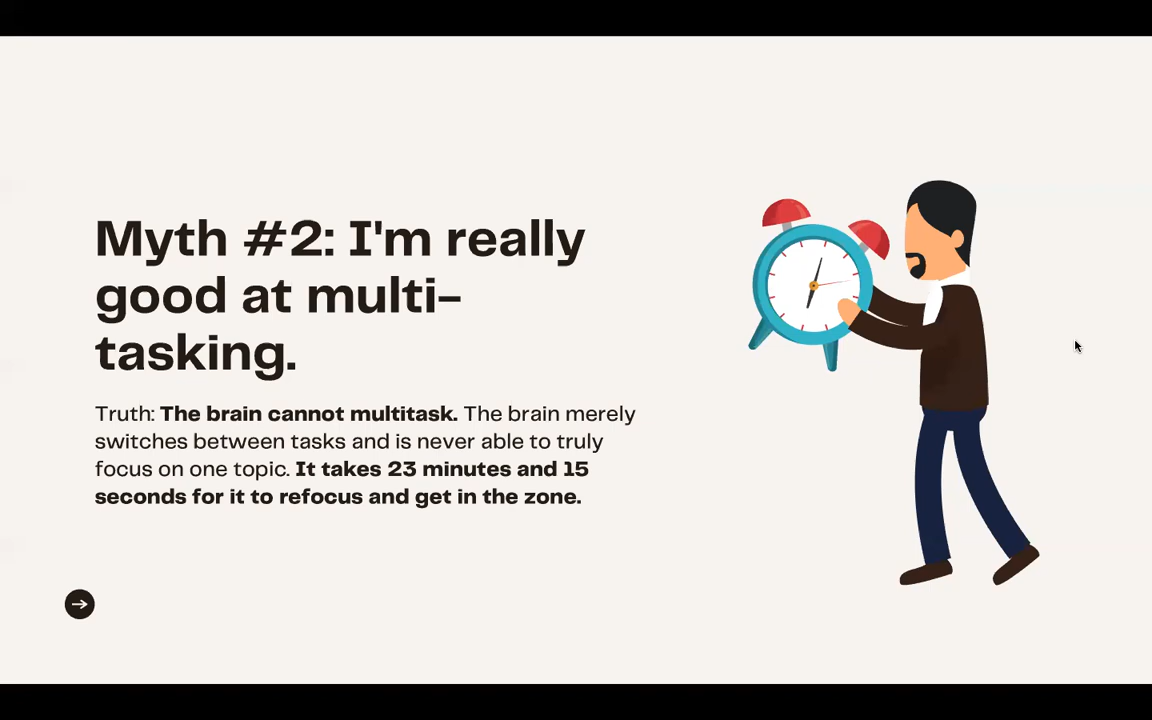 Myth #2: I'm really
good at multi-
tasking.
Truth: The brain cannot multitask. The brain merely
switches between tasks and is never able to truly
focus on one topic. It takes 23 minutes and 15
seconds for it to refocus and get in the zone.